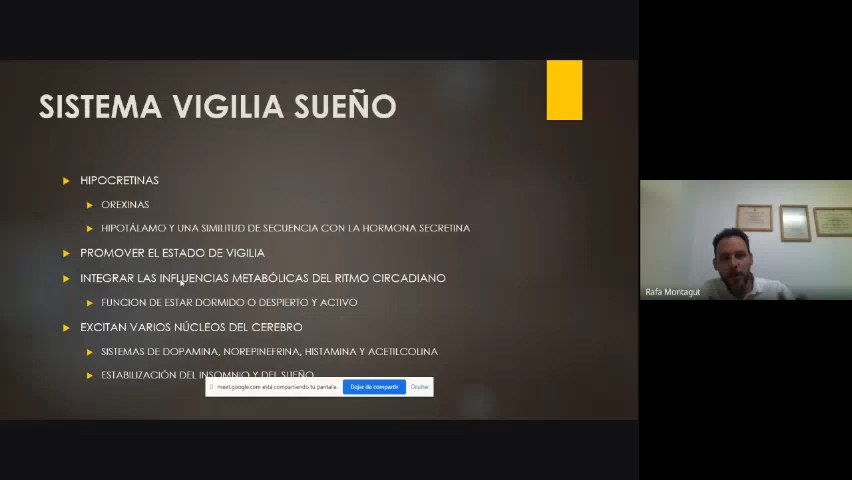 SISTEMA VIGILIA SUEÑO
HIPOCRETINAS
OREXINAS
HIPOTÁLAMO Y UNA SIMILITUD DE SECUENCIA CON LA HORMONA SECRETINA
PROMOVER EL ESTADO DE VIGILIA
INTEGRAR LAS INFLUENCIAS METABÓLICAS DEL RITMO CIRCADIANO
FUNCION DE ESTAR DORMIDO O DESPIERTO Y ACTIVO
EXCITAN VARIOS NÚCLEOS DEL CEREBRO
SISTEMAS DE DOPAMINA, NOREPINEFRINA, HISTAMINA Y ACETILCOLINA
ESTABILIZACIÓN DEL INSOMNIO Y DEL SUEÑO
meet.google.com está compartiendo tu pantalla.
Dejar de compartir
Ocultar
Rafa Montagut